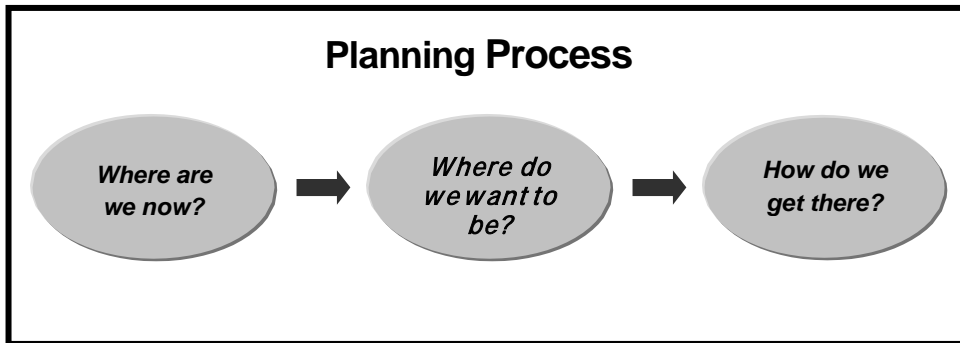 Planning Process
Where are
we now?
Where do
we want to
be?
How do we
get there?